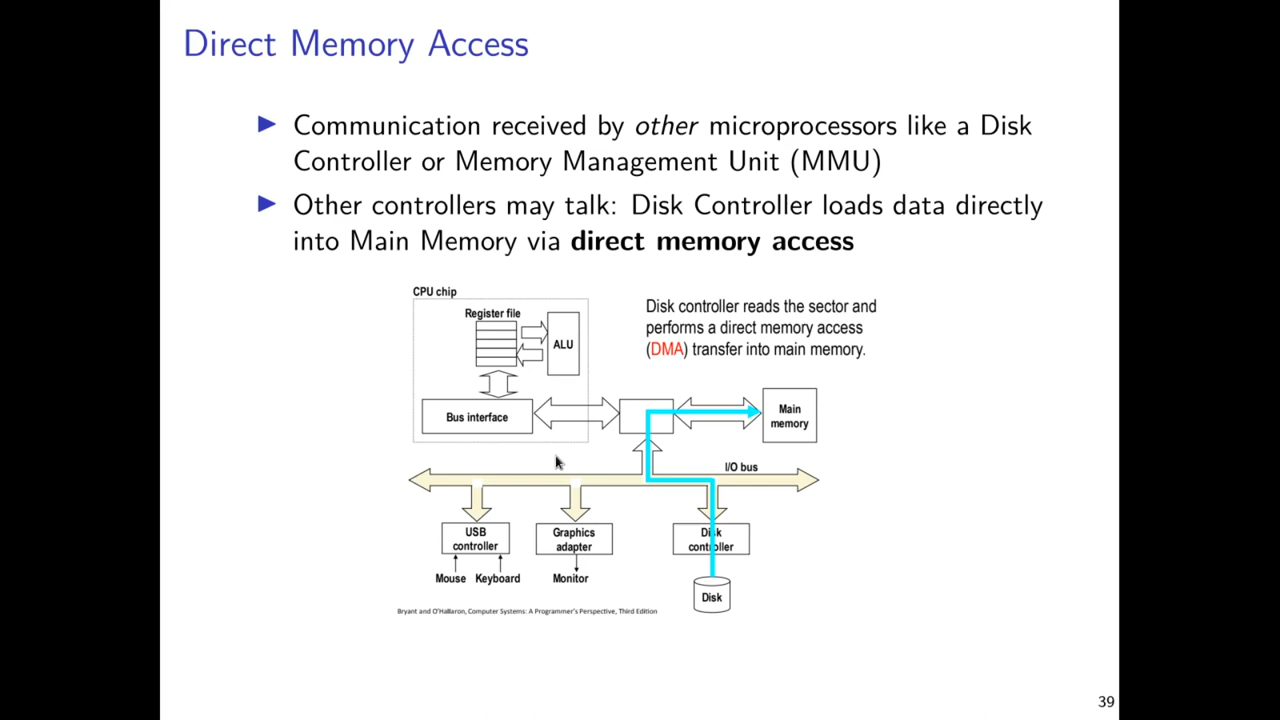 Direct Memory Access
Communication received by other microprocessors like a Disk
Controller or Memory Management Unit (MMU)
Other controllers may talk: Disk Controller loads data directly
into Main Memory via direct memory access
CPU chip
Register file
ALU
Bus interface
Disk controller reads the sector and
performs a direct memory access
(DMA) transfer into main memory.
Main
memory
I/O bus
USB
controller
Graphics
adapter
Disk
controller
Mouse
Keyboard
Monitor
Disk
Bryant and O'Hallaron, Computer Systems: A Programmer's Perspective, Third Edition
39